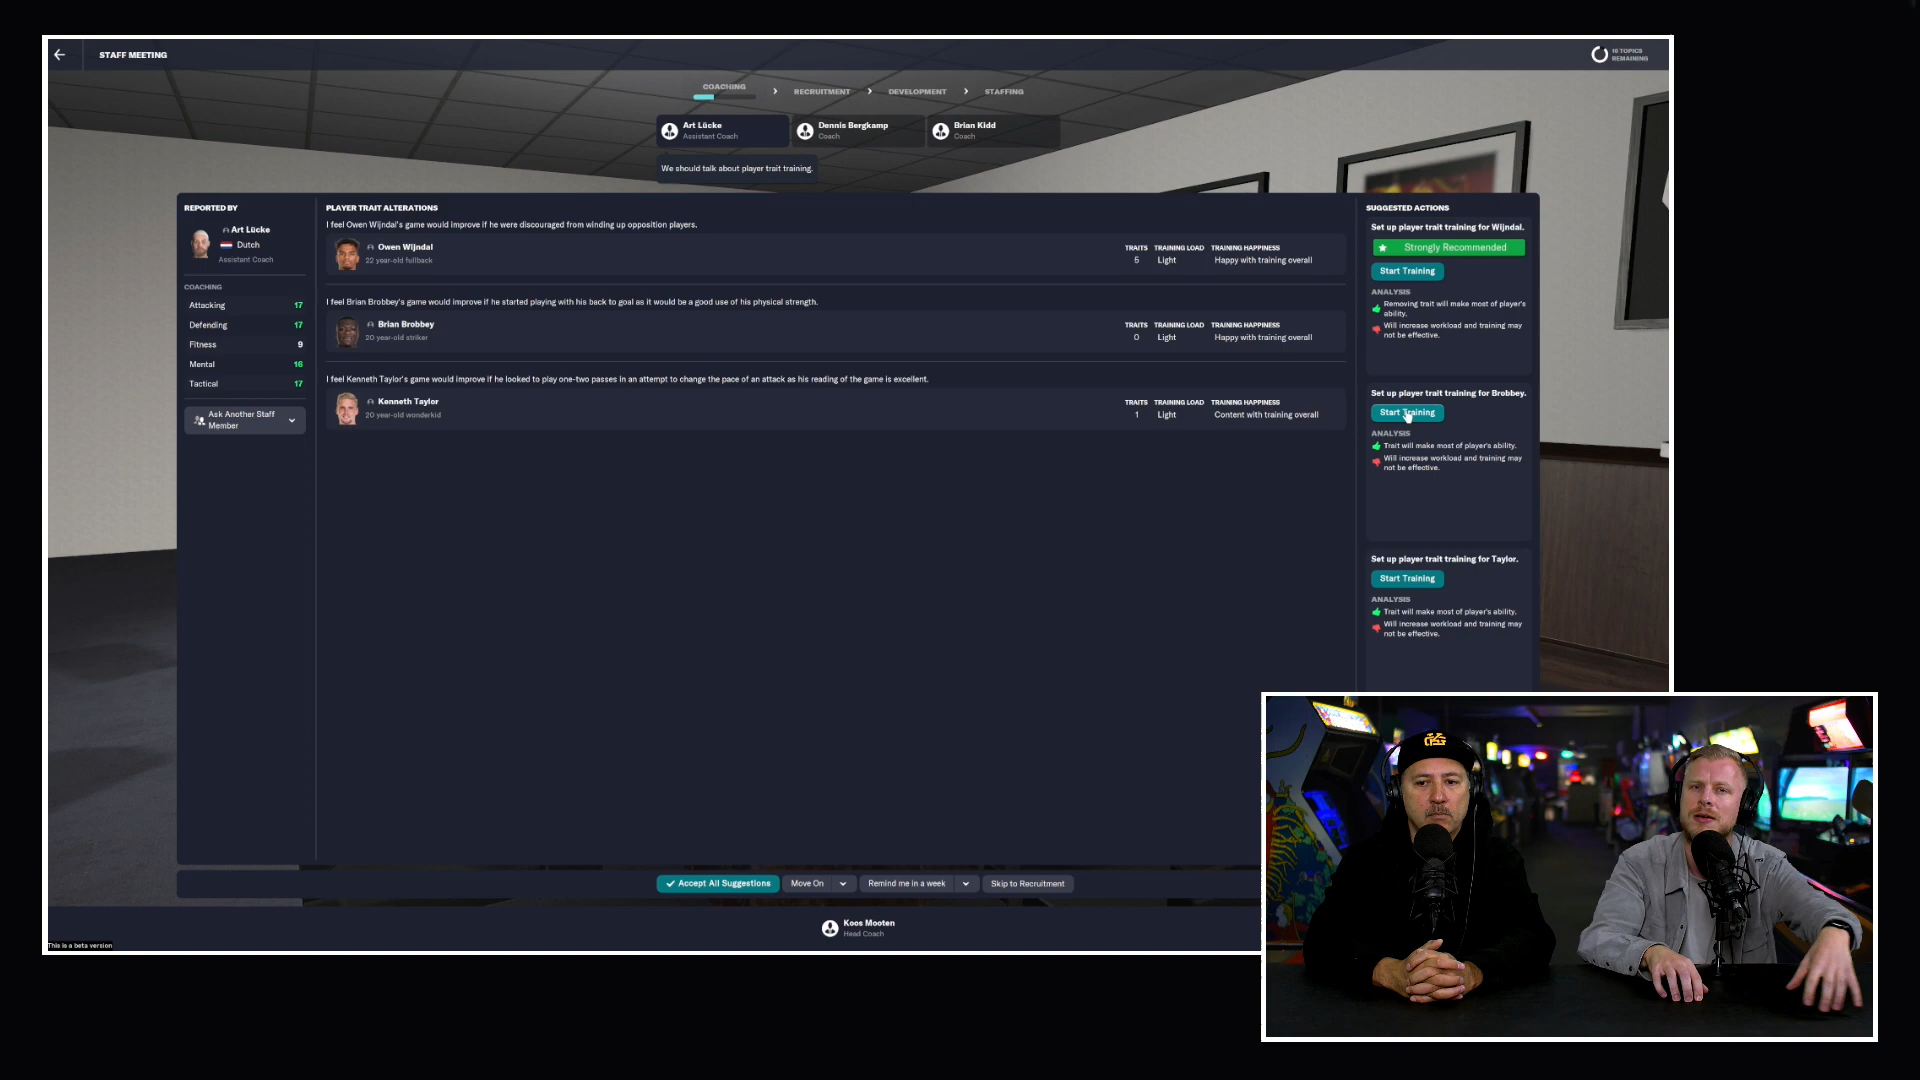 STAFF MEETING
16 TOPICS
REMAINING
COACHING
RECRUITMENT
DEVELOPMENT
STAFFING
Art Lücke
Assistant Coach
Dennis Bergkamp
Coach
Brian Kidd
Coach
We should talk about player trait training.
REPORTED BY
Art Lücke
Dutch
Assistant Coach
COACHING
Attacking 17
Defending 17
Fitness 9
Mental 16
Tactical 17
Ask Another Staff
Member
PLAYER TRAIT ALTERATIONS
I feel Owen Wijndal's game would improve if he were discouraged from winding up opposition players.
Owen Wijndal
22 year-old fullback
TRAITS TRAINING LOAD TRAINING HAPPINESS
5 Light Happy with training overall
I feel Brian Brobbey's game would improve if he started playing with his back to goal as it would be a good use of his physical strength.
Brian Brobbey
20 year-old striker
TRAITS TRAINING LOAD TRAINING HAPPINESS
0 Light Happy with training overall
I feel Kenneth Taylor's game would improve if he looked to play one-two passes in an attempt to change the pace of an attack as his reading of the game is excellent.
Kenneth Taylor
20 year-old wonderkid
TRAITS TRAINING LOAD TRAINING HAPPINESS
1 Light Content with training overall
SUGGESTED ACTIONS
Set up player trait training for Wijndal.
Strongly Recommended
Start Training
ANALYSIS
Removing trait will make most of player's
ability.
Will increase workload and training may
not be effective.
Set up player trait training for Brobbey.
Start Training
ANALYSIS
Trait will make most of player's ability.
Will increase workload and training may
not be effective.
Set up player trait training for Taylor.
Start Training
ANALYSIS
Trait will make most of player's ability.
Will increase workload and training may
not be effective.
Accept All Suggestions
Move On
Remind me in a week
Skip to Recruitment
Koos Mooten
Head Coach
This is a beta version